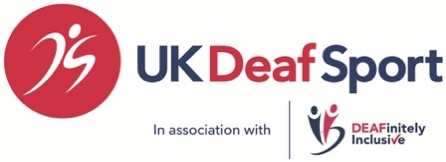 UK Deaf Sport
In association with
DEAFinitely
Inclusive